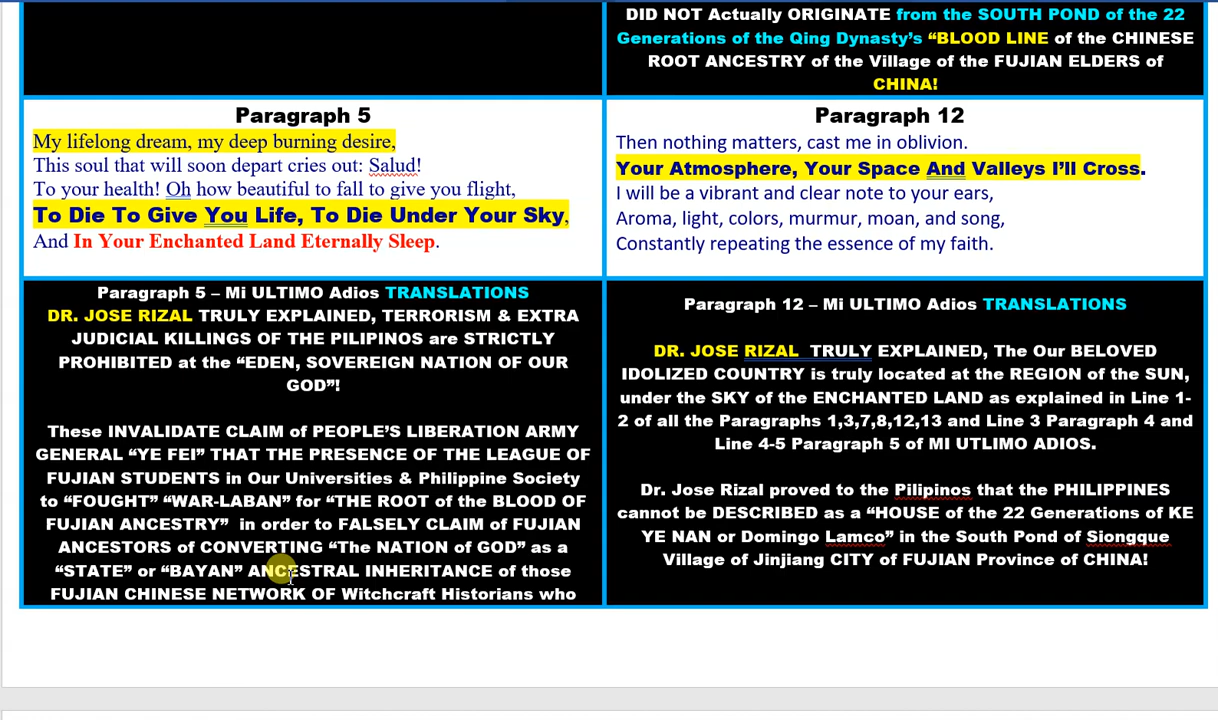 DID NOT Actually ORIGINATE from the SOUTH POND of the 22
Generations of the Qing Dynasty's “BLOOD LINE of the CHINESE
ROOT ANCESTRY of the Village of the FUJIAN ELDERS of
CHINA!
Paragraph 5
My lifelong dream, my deep burning desire,
This soul that will soon depart cries out: Salud!
To your health! Oh how beautiful to fall to give you flight,
To Die To Give You Life, To Die Under Your Sky,
And In Your Enchanted Land Eternally Sleep.
Paragraph 12
Then nothing matters, cast me in oblivion.
Your Atmosphere, Your Space And Valleys I'll Cross.
I will be a vibrant and clear note to your ears,
Aroma, light, colors, murmur, moan, and song,
Constantly repeating the essence of my faith.
Paragraph 5 – Mi ULTIMO Adios TRANSLATIONS
DR. JOSE RIZAL TRULY EXPLAINED, TERRORISM & EXTRA
JUDICIAL KILLINGS OF THE PILIPINOS are STRICTLY
PROHIBITED at the “EDEN, SOVEREIGN NATION OF OUR
GOD”!
These INVALIDATE CLAIM of PEOPLE'S LIBERATION ARMY
GENERAL “YE FEI” THAT THE PRESENCE OF THE LEAGUE OF
FUJIAN STUDENTS in Our Universities & Philippine Society
to “FOUGHT” “WAR-LABAN” for “THE ROOT of the BLOOD OF
FUJIAN ANCESTRY” in order to FALSELY CLAIM of FUJIAN
ANCESTORS of CONVERTING “The NATION of GOD” as a
“STATE” or “BAYAN” ANCESTRAL INHERITANCE of those
FUJIAN CHINESE NETWORK OF Witchcraft Historians who
Paragraph 12 – Mi ULTIMO Adios TRANSLATIONS
DR. JOSE RIZAL TRULY EXPLAINED, The Our BELOVED
IDOLIZED COUNTRY is truly located at the REGION of the SUN,
under the SKY of the ENCHANTED LAND as explained in Line 1-
2 of all the Paragraphs 1,3,7,8,12,13 and Line 3 Paragraph 4 and
Line 4-5 Paragraph 5 of MI UTLIMO ADIOS.
Dr. Jose Rizal proved to the Pilipinos that the PHILIPPINES
cannot be DESCRIBED as a “HOUSE of the 22 Generations of KE
YE NAN or Domingo Lamco” in the South Pond of Siongque
Village of Jinjiang CITY of FUJIAN Province of CHINA!